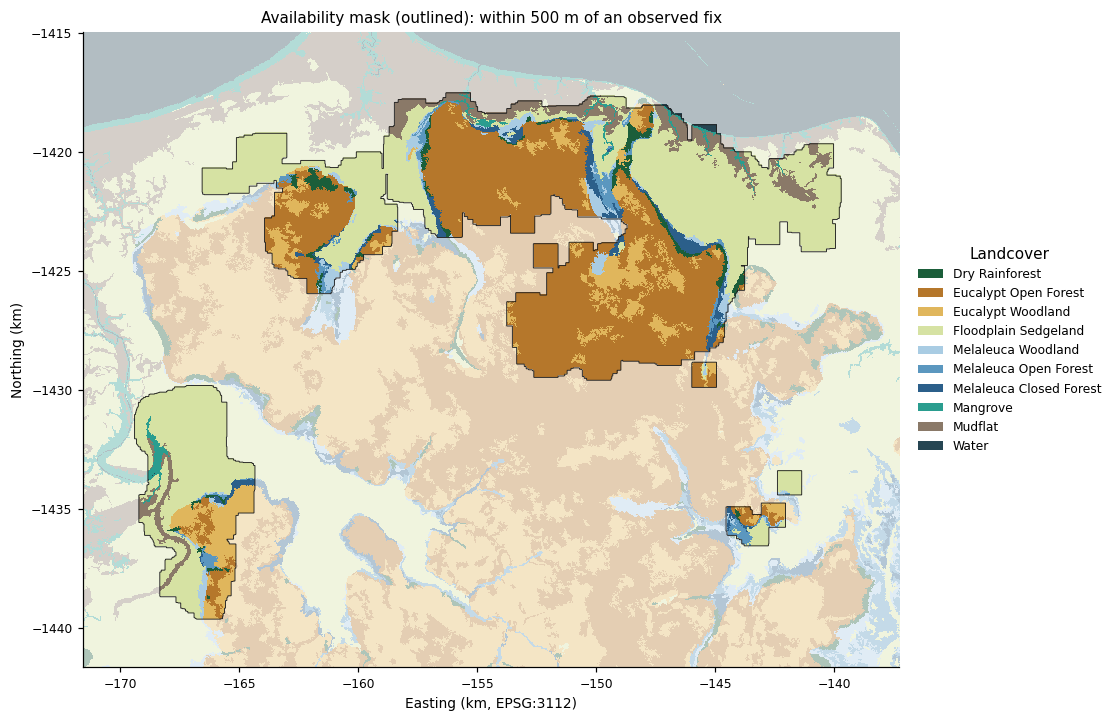 Availability mask (outlined): within 500 m of an observed fix
−1415
−1420
−1425
−1430
−1435
−1440
Northing (km)
−170
−165
−160
−155
−150
−145
−140
Easting (km, EPSG:3112)
Landcover
Dry Rainforest
Eucalypt Open Forest
Eucalypt Woodland
Floodplain Sedgeland
Melaleuca Woodland
Melaleuca Open Forest
Melaleuca Closed Forest
Mangrove
Mudflat
Water